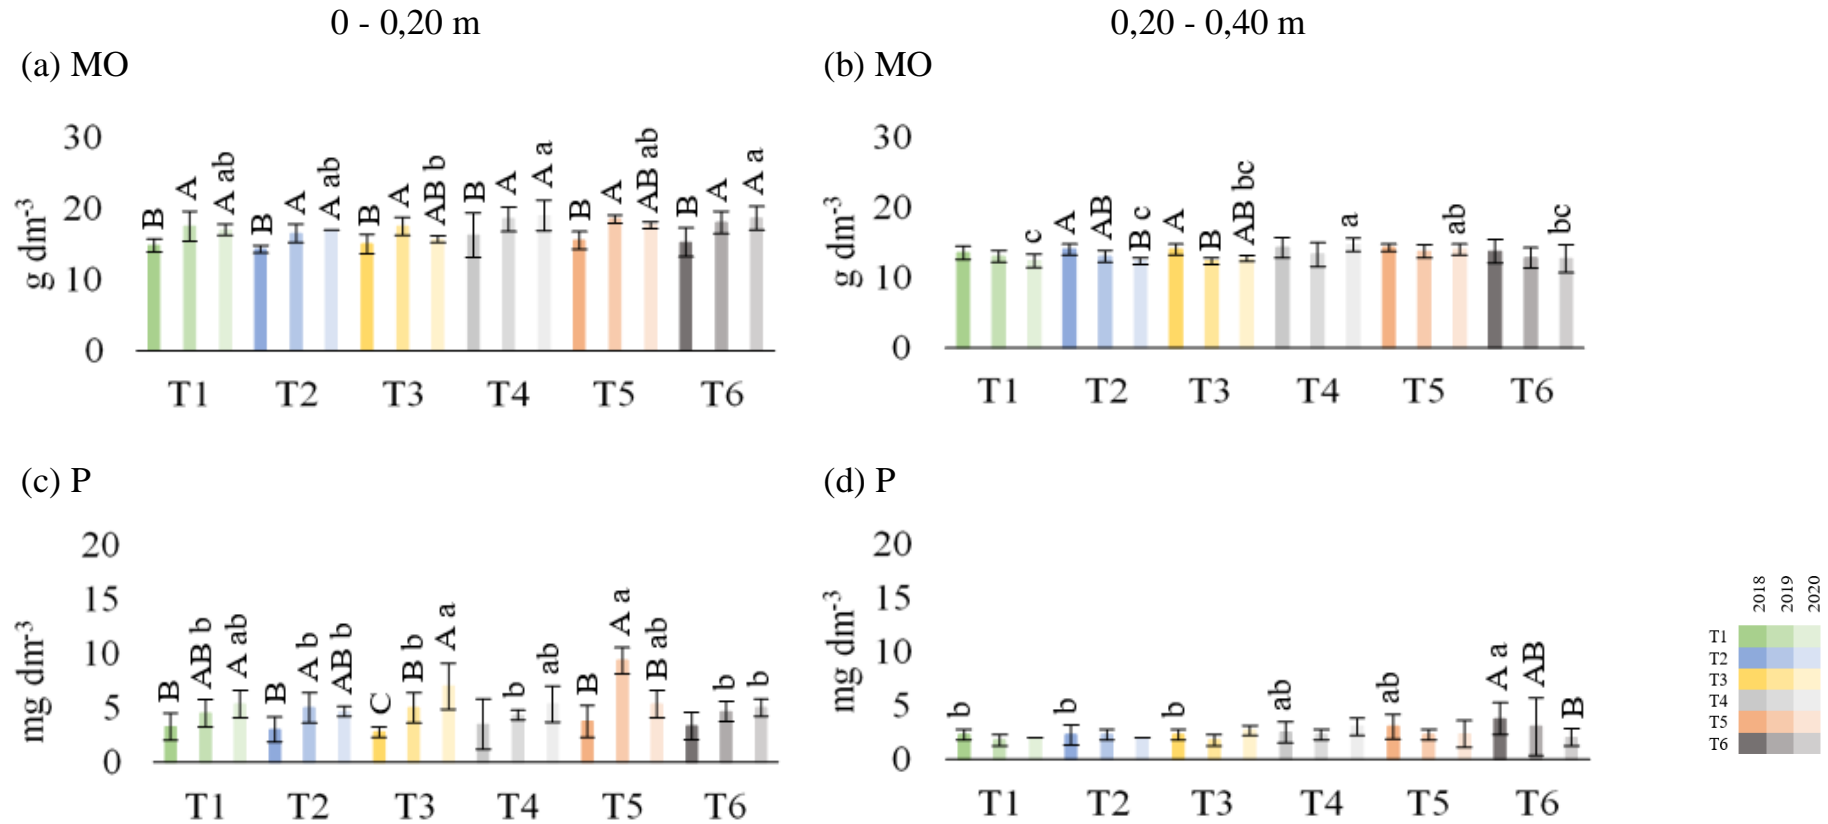 0 - 0,20 m
0,20 - 0,40 m
(a) MO
(b) MO
30
20
10
0
g dm-3
B A A ab B A A ab B A AB b B A A a B A AB ab B A A a
T1 T2 T3 T4 T5 T6
30
20
10
0
g dm-3
c A AB B c A B AB bc a ab bc
T1 T2 T3 T4 T5 T6
(c) P
(d) P
20
15
10
5
0
mg dm-3
B AB b A ab B A b AB b C B b A a b ab B A a B ab b b
T1 T2 T3 T4 T5 T6
20
15
10
5
0
mg dm-3
b b b ab ab A a AB B
T1 T2 T3 T4 T5 T6
2018 2019 2020
T1
T2
T3
T4
T5
T6